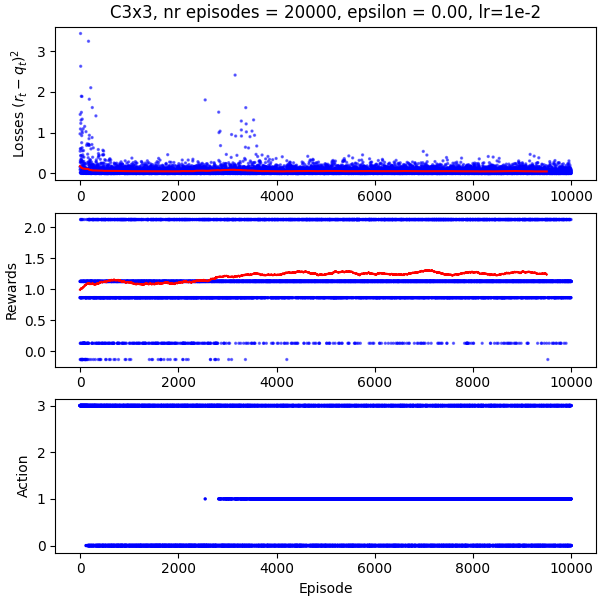 C3x3, nr episodes = 20000, epsilon = 0.00, lr=1e-2
Losses $(r_t - q_t)^2$
3
2
1
0
0 2000 4000 6000 8000 10000
Rewards
2.0
1.5
1.0
0.5
0.0
0 2000 4000 6000 8000 10000
Action
3
2
1
0
0 2000 4000 6000 8000 10000
Episode